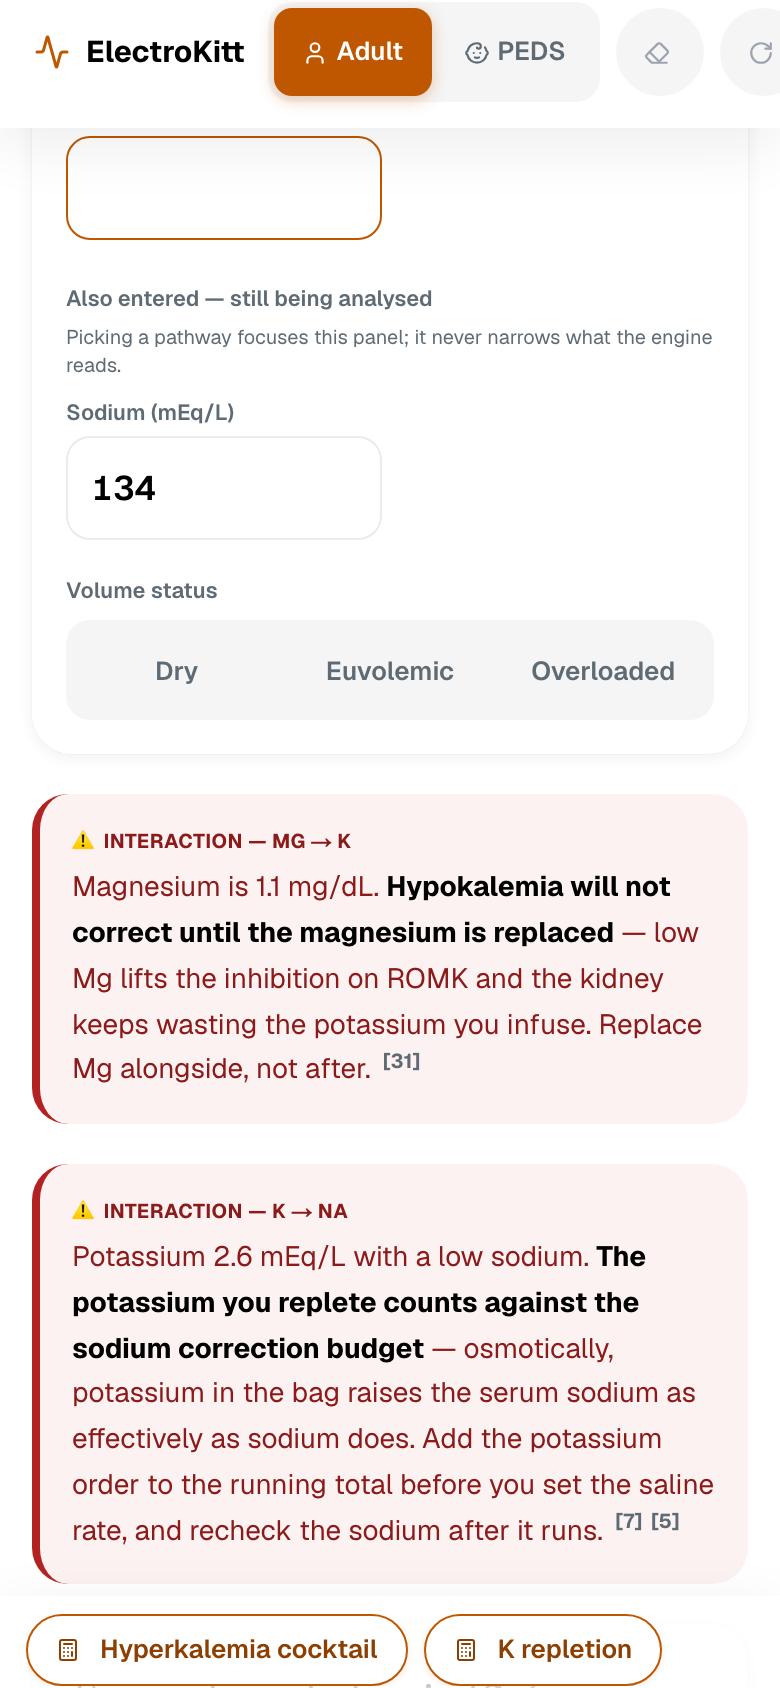 ElectroKitt
Adult
PEDS
Also entered — still being analysed
Picking a pathway focuses this panel; it never narrows what the engine
reads.
Sodium (mEq/L)
134
Volume status
Dry
Euvolemic
Overloaded
⚠️ INTERACTION — MG → K
Magnesium is 1.1 mg/dL. Hypokalemia will not
correct until the magnesium is replaced — low
Mg lifts the inhibition on ROMK and the kidney
keeps wasting the potassium you infuse. Replace
Mg alongside, not after. [31]
⚠️ INTERACTION — K → NA
Potassium 2.6 mEq/L with a low sodium. The
potassium you replete counts against the
sodium correction budget — osmotically,
potassium in the bag raises the serum sodium as
effectively as sodium does. Add the potassium
order to the running total before you set the saline
rate, and recheck the sodium after it runs. [7] [5]
Hyperkalemia cocktail
K repletion